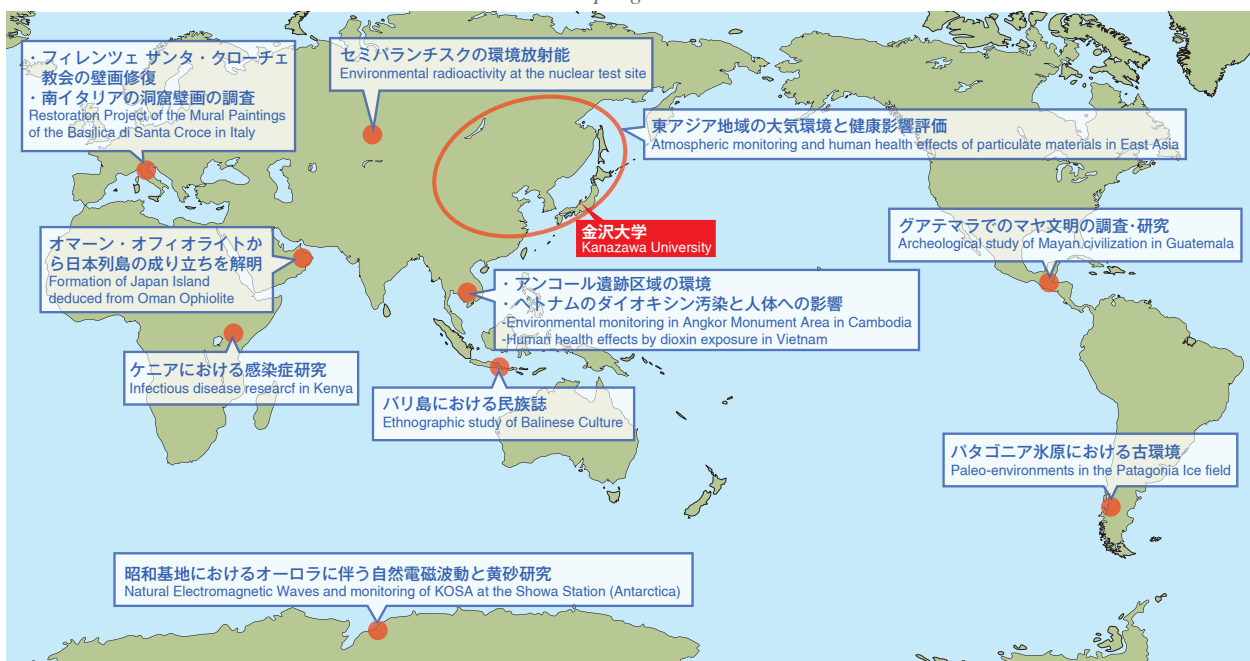 ・フィレンツェ サンタ・クローチェ
教会の壁画修復
・南イタリアの洞窟壁画の調査
Restoration Project of the Mural Paintings
of the Basilica di Santa Croce in Italy
セミパランチスクの環境放射能
Environmental radioactivity at the nuclear test site
東アジア地域の大気環境と健康影響評価
Atmospheric monitoring and human health effects of particulate materials in East Asia
金沢大学
Kanazawa University
グアテマラでのマヤ文明の調査・研究
Archeological study of Mayan civilization in Guatemala
オマーン・オフィオライトか
ら日本列島の成り立ちを解明
Formation of Japan Island
deduced from Oman Ophiolite
・アンコール遺跡区域の環境
・ベトナムのダイオキシン汚染と人体への影響
-Environmental monitoring in Angkor Monument Area in Cambodia
-Human health effects by dioxin exposure in Vietnam
ケニアにおける感染症研究
Infectious disease researcf in Kenya
バリ島における民族誌
Ethnographic study of Balinese Culture
パタゴニア氷原における古環境
Paleo-environments in the Patagonia Ice field
昭和基地におけるオーロラに伴う自然電磁波動と黄砂研究
Natural Electromagnetic Waves and monitoring of KOSA at the Showa Station (Antarctica)